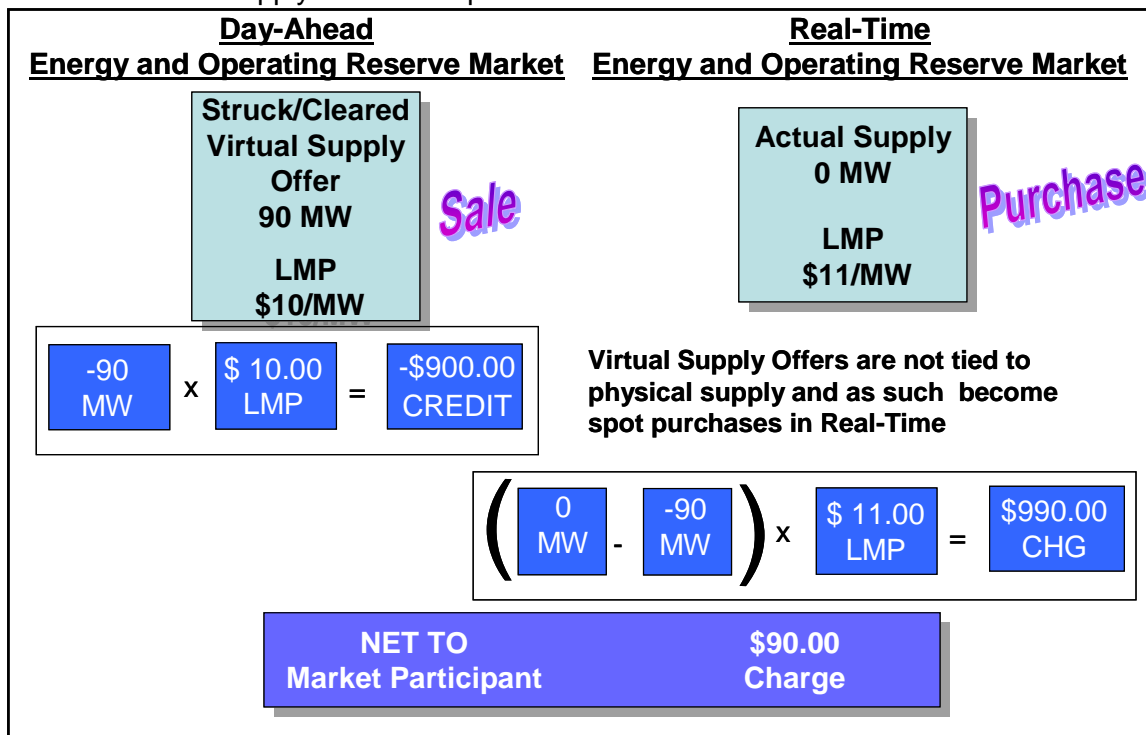 Day-Ahead
Energy and Operating Reserve Market
Real-Time
Energy and Operating Reserve Market
Struck/Cleared
Virtual Supply
Offer
90 MW
LMP
$10/MW
Sale
Actual Supply
0 MW
LMP
$11/MW
Purchase
-90
MW
x
$ 10.00
LMP
=
-$900.00
CREDIT
Virtual Supply Offers are not tied to
physical supply and as such become
spot purchases in Real-Time
(
0
MW
-
-90
MW
)
x
$ 11.00
LMP
=
$990.00
CHG
NET TO
Market Participant
$90.00
Charge